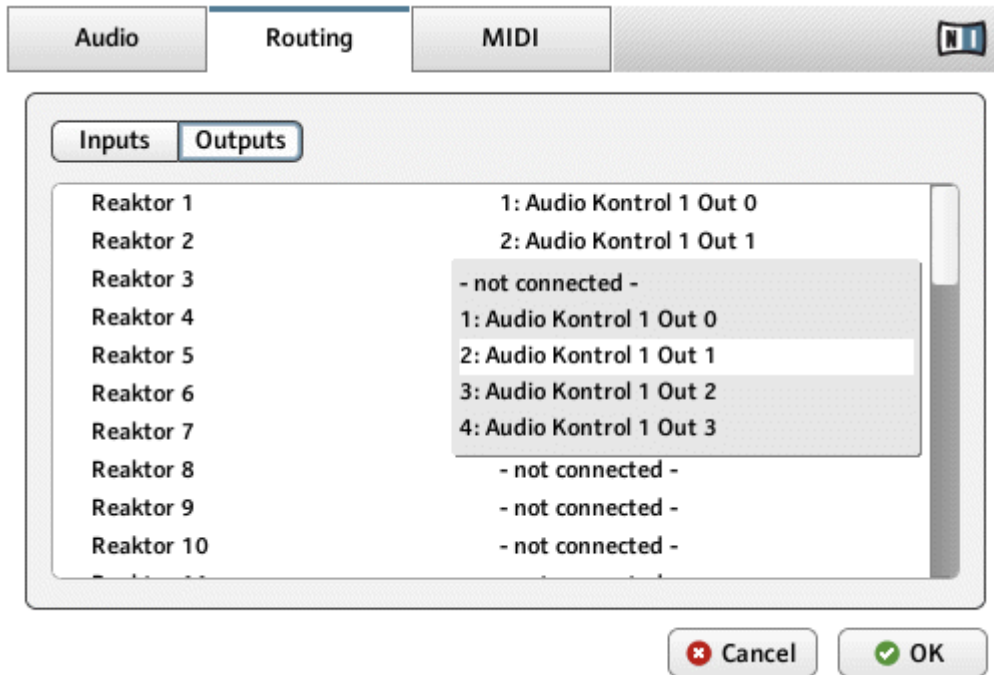 Audio Routing MIDI NI
Inputs Outputs
Reaktor 1 1: Audio Kontrol 1 Out 0
Reaktor 2 2: Audio Kontrol 1 Out 1
Reaktor 3 - not connected -
Reaktor 4 1: Audio Kontrol 1 Out 0
Reaktor 5 2: Audio Kontrol 1 Out 1
Reaktor 6 3: Audio Kontrol 1 Out 2
Reaktor 7 4: Audio Kontrol 1 Out 3
Reaktor 8 - not connected -
Reaktor 9 - not connected -
Reaktor 10 - not connected -
Cancel OK